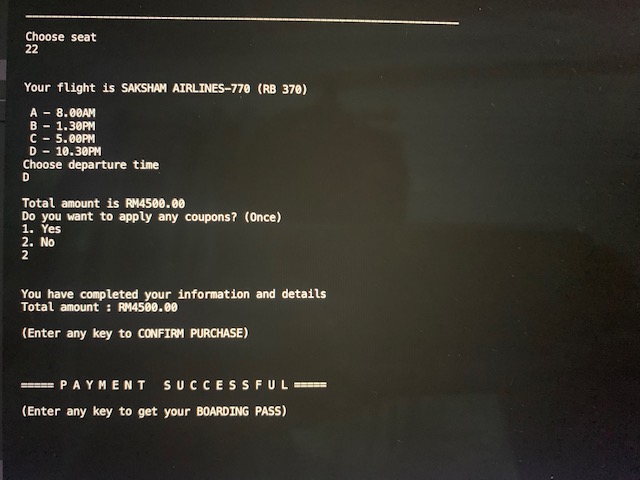 Choose seat
22
Your flight is SAKSHAM AIRLINES-770 (RB 370)
A - 8.00AM
B - 1.30PM
C - 5.00PM
D - 10.30PM
Choose departure time
D
Total amount is RM4500.00
Do you want to apply any coupons? (Once)
1. Yes
2. No
2
You have completed your information and details
Total amount : RM4500.00
(Enter any key to CONFIRM PURCHASE)
===== P A Y M E N T   S U C C E S S F U L =====
(Enter any key to get your BOARDING PASS)